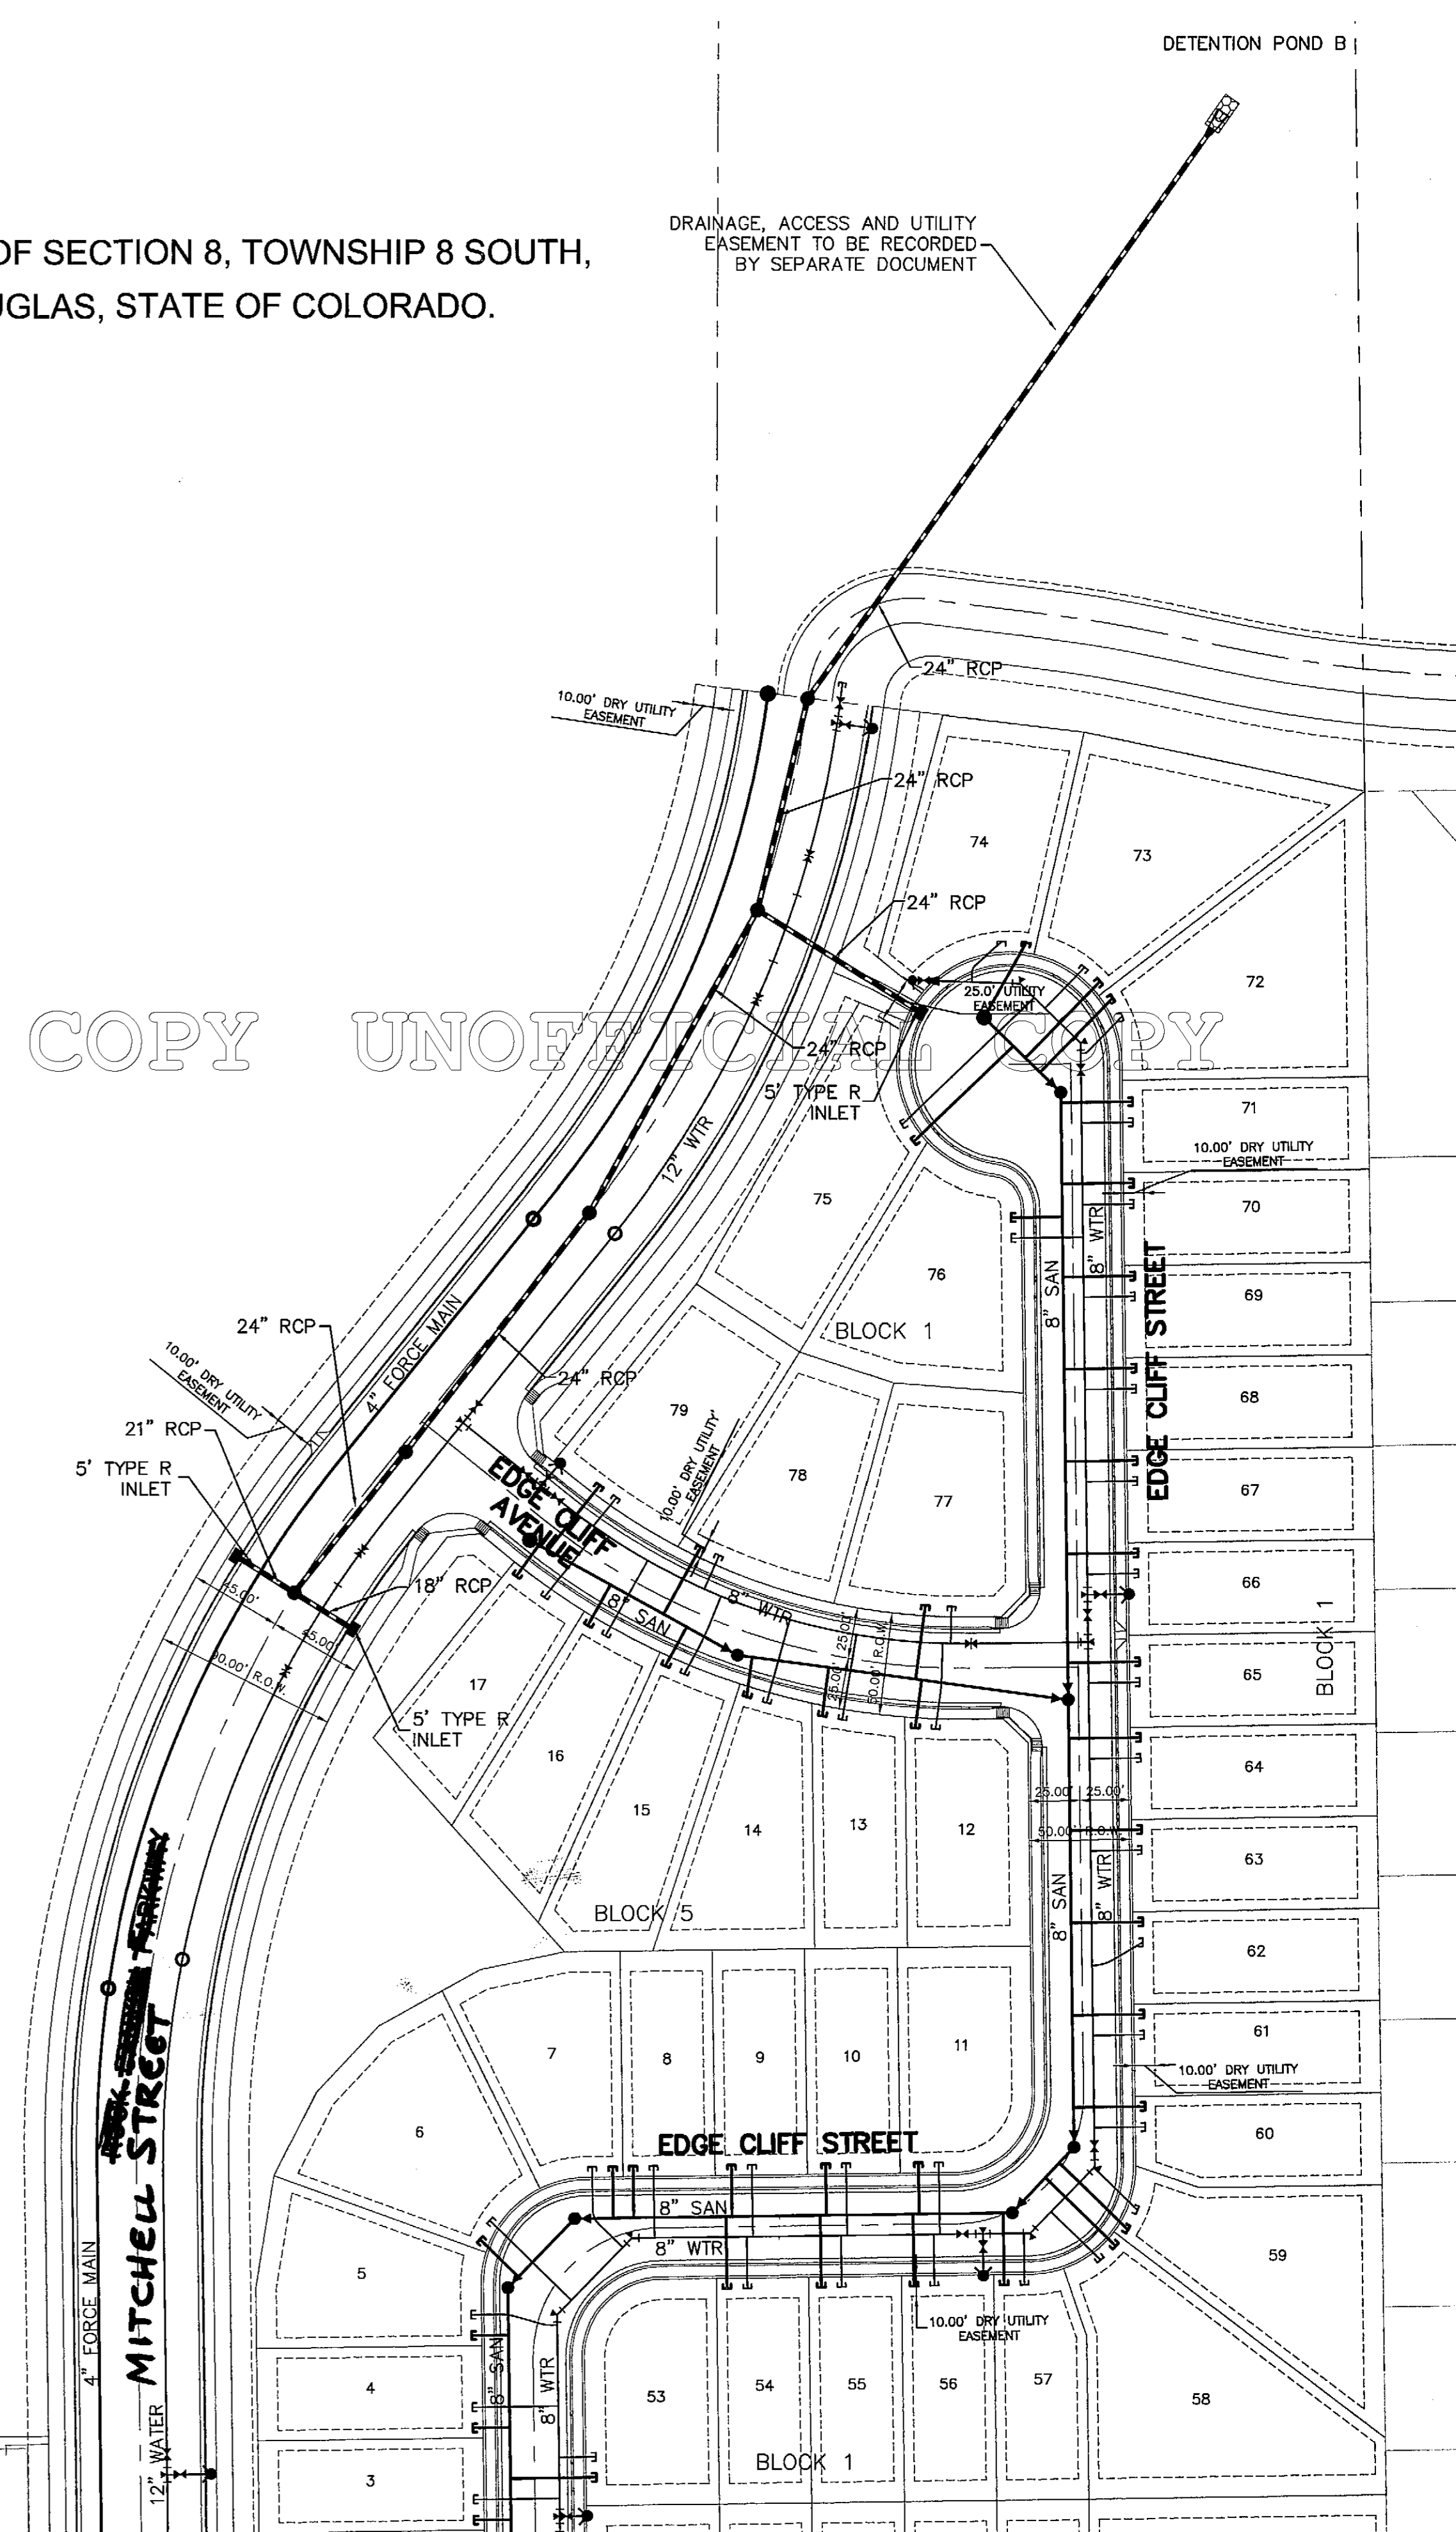 DETENTION POND B
DRAINAGE, ACCESS AND UTILITY
EASEMENT TO BE RECORDED
BY SEPARATE DOCUMENT
OF SECTION 8, TOWNSHIP 8 SOUTH,
UGLAS, STATE OF COLORADO.
24" RCP
10.00' DRY UTILITY
EASEMENT
24" RCP
74
73
24" RCP
72
25.0' UTILITY
EASEMENT
COPY UNOFFICIAL COPY
24" RCP
5' TYPE R
INLET
71
12" WTR
10.00' DRY UTILITY
EASEMENT
75
70
8" WTR
76
8" SAN
EDGE CLIFF STREET
69
24" RCP
4" FORCE MAIN
BLOCK 1
10.00' DRY UTILITY
EASEMENT
24" RCP
68
79
21" RCP
5' TYPE R
INLET
10.00' DRY UTILITY
EASEMENT
78
77
67
EDGE CLIFF
AVENUE
18" RCP
45.00'
45.00'
90.00' R.O.W.
8" SAN
8" WTR
25.00'
25.00'
50.00' R.O.W.
66
BLOCK 1
65
17
5' TYPE R
INLET
16
15
14
13
12
64
25.00'
25.00'
50.00' R.O.W.
63
8" SAN
8" WTR
BLOCK 5
62
PARKWAY
MITCHELL STREET
61
7
8
9
10
11
10.00' DRY UTILITY
EASEMENT
6
60
EDGE CLIFF STREET
8" SAN
8" WTR
5
59
4" FORCE MAIN
10.00' DRY UTILITY
EASEMENT
8" SAN
8" WTR
4
53
54
55
56
57
58
12" WATER
BLOCK 1
3